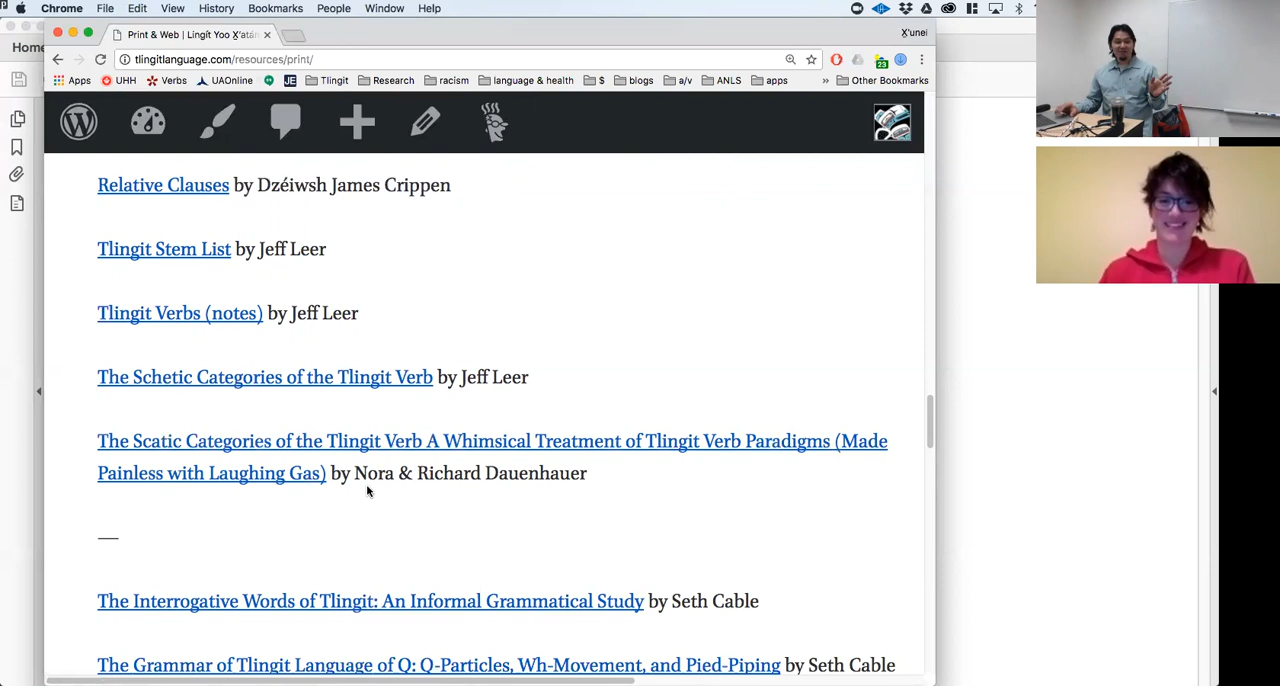 Chrome File Edit View History Bookmarks People Window Help
Home
Print & Web | Lingít Yoo X̱ʼatán
X̱ʼunei
tlingitlanguage.com/resources/print/
23
Apps UHH Verbs UAOnline JE Tlingit Research racism language & health $ blogs a/v ANLS apps » Other Bookmarks
Relative Clauses by Dzéiwsh James Crippen
Tlingit Stem List by Jeff Leer
Tlingit Verbs (notes) by Jeff Leer
The Schetic Categories of the Tlingit Verb by Jeff Leer
The Scatic Categories of the Tlingit Verb A Whimsical Treatment of Tlingit Verb Paradigms (Made
Painless with Laughing Gas) by Nora & Richard Dauenhauer
—
The Interrogative Words of Tlingit: An Informal Grammatical Study by Seth Cable
The Grammar of Tlingit Language of Q: Q-Particles, Wh-Movement, and Pied-Piping by Seth Cable